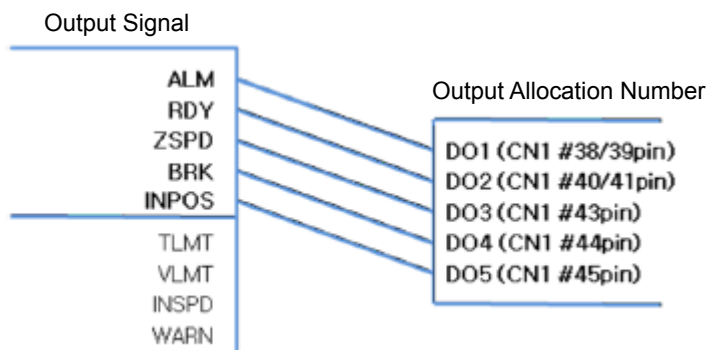 Output Signal
ALM
RDY
ZSPD
BRK
INPOS
TLMT
VLMT
INSPD
WARN
Output Allocation Number
DO1 (CN1 #38/39pin)
DO2 (CN1 #40/41pin)
DO3 (CN1 #43pin)
DO4 (CN1 #44pin)
DO5 (CN1 #45pin)